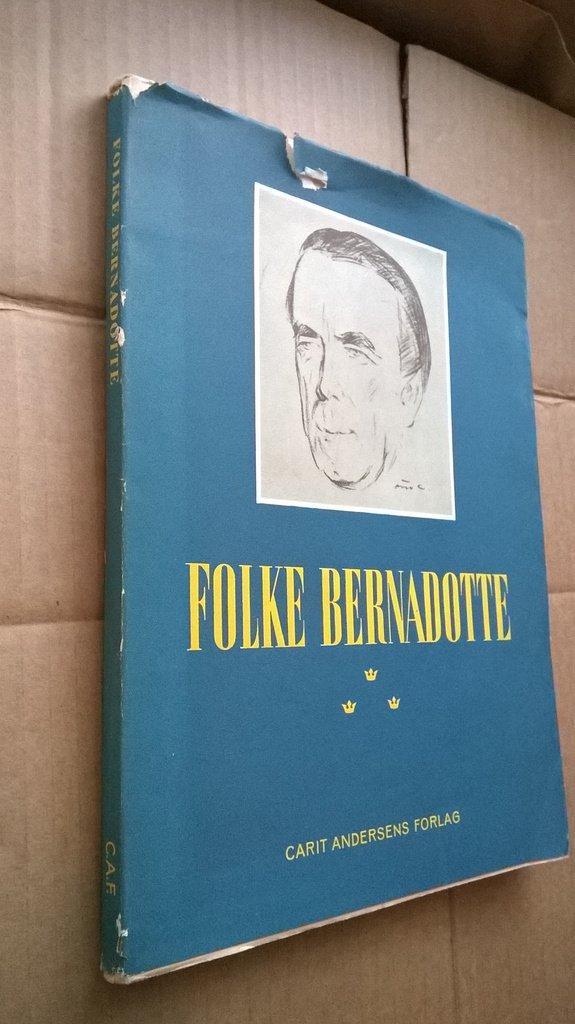 FOLKE BERNADOTTE
FOLKE BERNADOTTE
CARIT ANDERSENS FORLAG
C.A.F.